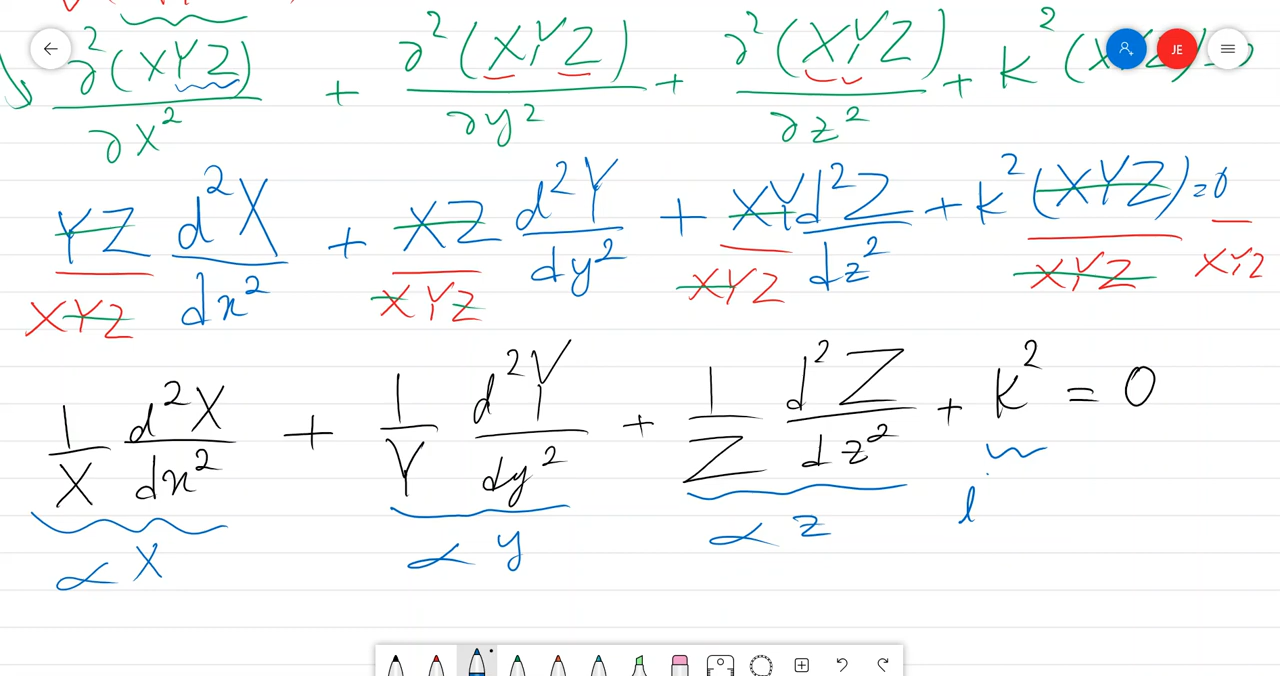 ∂²(XYZ)/∂x² + ∂²(XYZ)/∂y² + ∂²(XYZ)/∂z² + k²(XYZ)=0
JE
YZ/XYZ d²X/dx² + XZ/XYZ d²Y/dy² + XY/XYZ d²Z/dz² + k²(XYZ)/XYZ = 0/XYZ
1/X d²X/dx² + 1/Y d²Y/dy² + 1/Z d²Z/dz² + k² = 0
∝ x ∝ y ∝ z